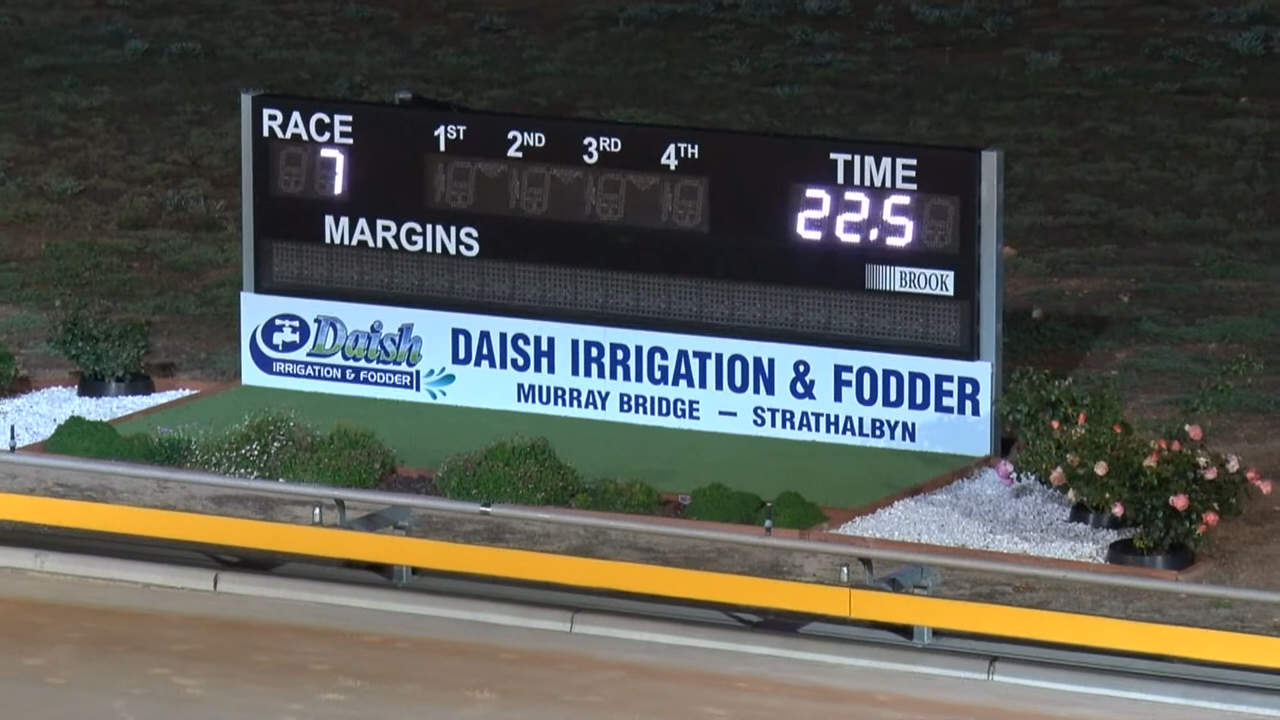 RACE 1ST 2ND 3RD 4TH TIME
7 22.5
MARGINS
BROOK
Daish
IRRIGATION & FODDER
DAISH IRRIGATION & FODDER
MURRAY BRIDGE — STRATHALBYN